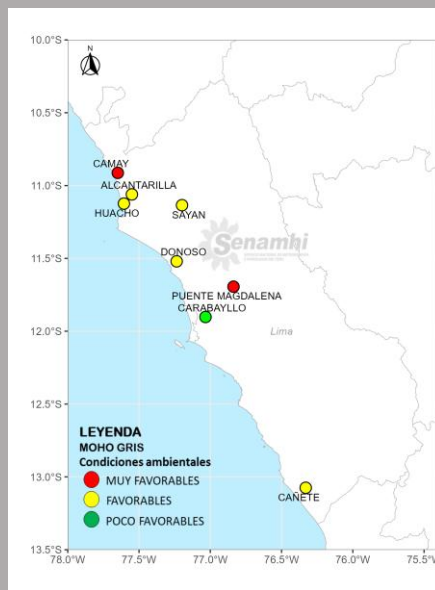 10.0°S
N
10.5°S
CAMAY
11.0°S
ALCANTARILLA
HUACHO
SAYAN
DONOSO
11.5°S
Senamhi
PUENTE MAGDALENA
CARABAYLLO
12.0°S
Lima
12.5°S
LEYENDA
MOHO GRIS
Condiciones ambientales
MUY FAVORABLES
FAVORABLES
POCO FAVORABLES
13.0°S
CAÑETE
13.5°S
78.0°W 77.5°W 77.0°W 76.5°W 76.0°W 75.5°